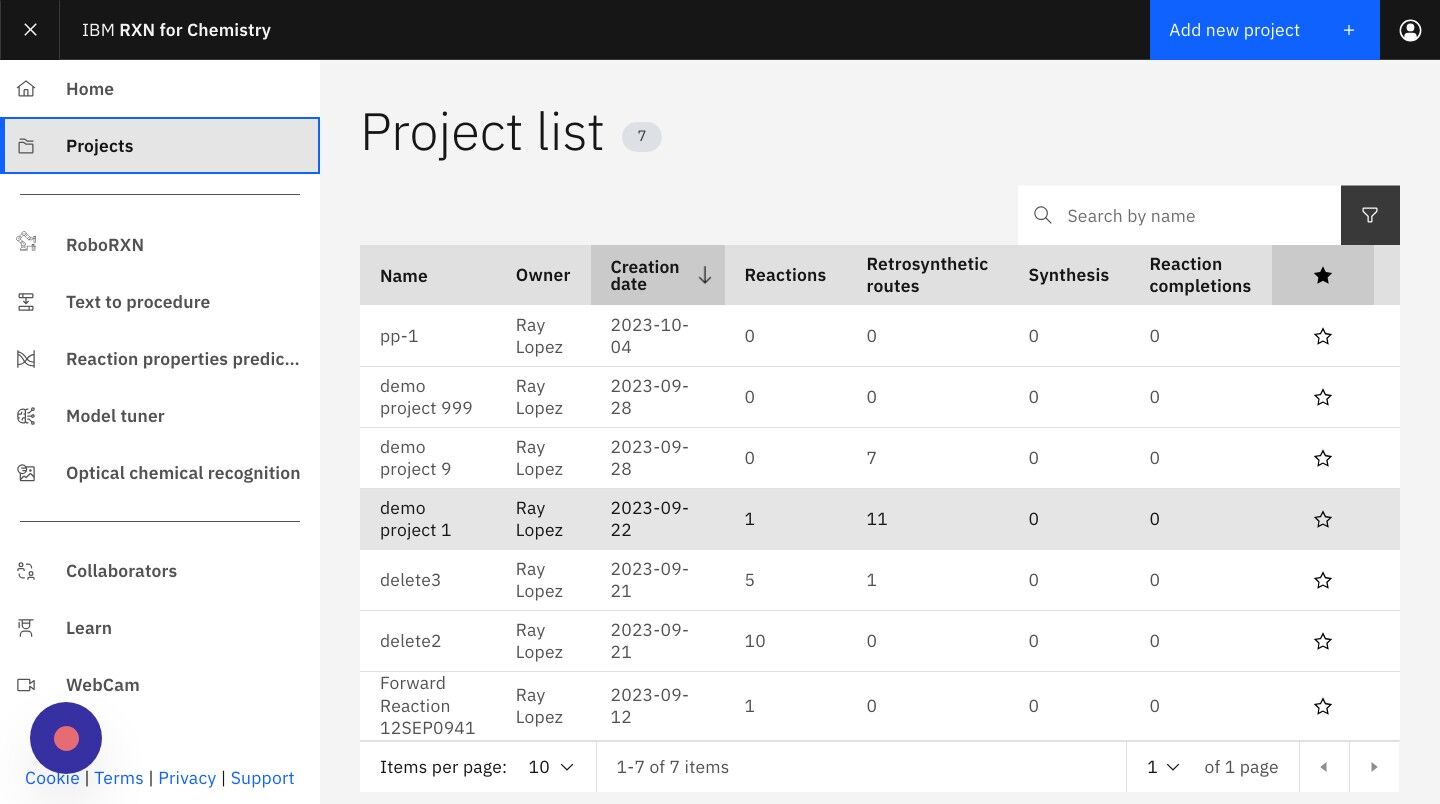 IBM RXN for Chemistry
Add new project +
Home
Projects
RoboRXN
Text to procedure
Reaction properties predic...
Model tuner
Optical chemical recognition
Collaborators
Learn
WebCam
Cookie | Terms | Privacy | Support
Project list 7
Search by name
Name Owner Creation date Reactions Retrosynthetic routes Synthesis Reaction completions
pp-1 Ray Lopez 2023-10-04 0 0 0 0
demo project 999 Ray Lopez 2023-09-28 0 0 0 0
demo project 9 Ray Lopez 2023-09-28 0 7 0 0
demo project 1 Ray Lopez 2023-09-22 1 11 0 0
delete3 Ray Lopez 2023-09-21 5 1 0 0
delete2 Ray Lopez 2023-09-21 10 0 0 0
Forward Reaction 12SEP0941 Ray Lopez 2023-09-12 1 0 0 0
Items per page: 10 1-7 of 7 items 1 of 1 page